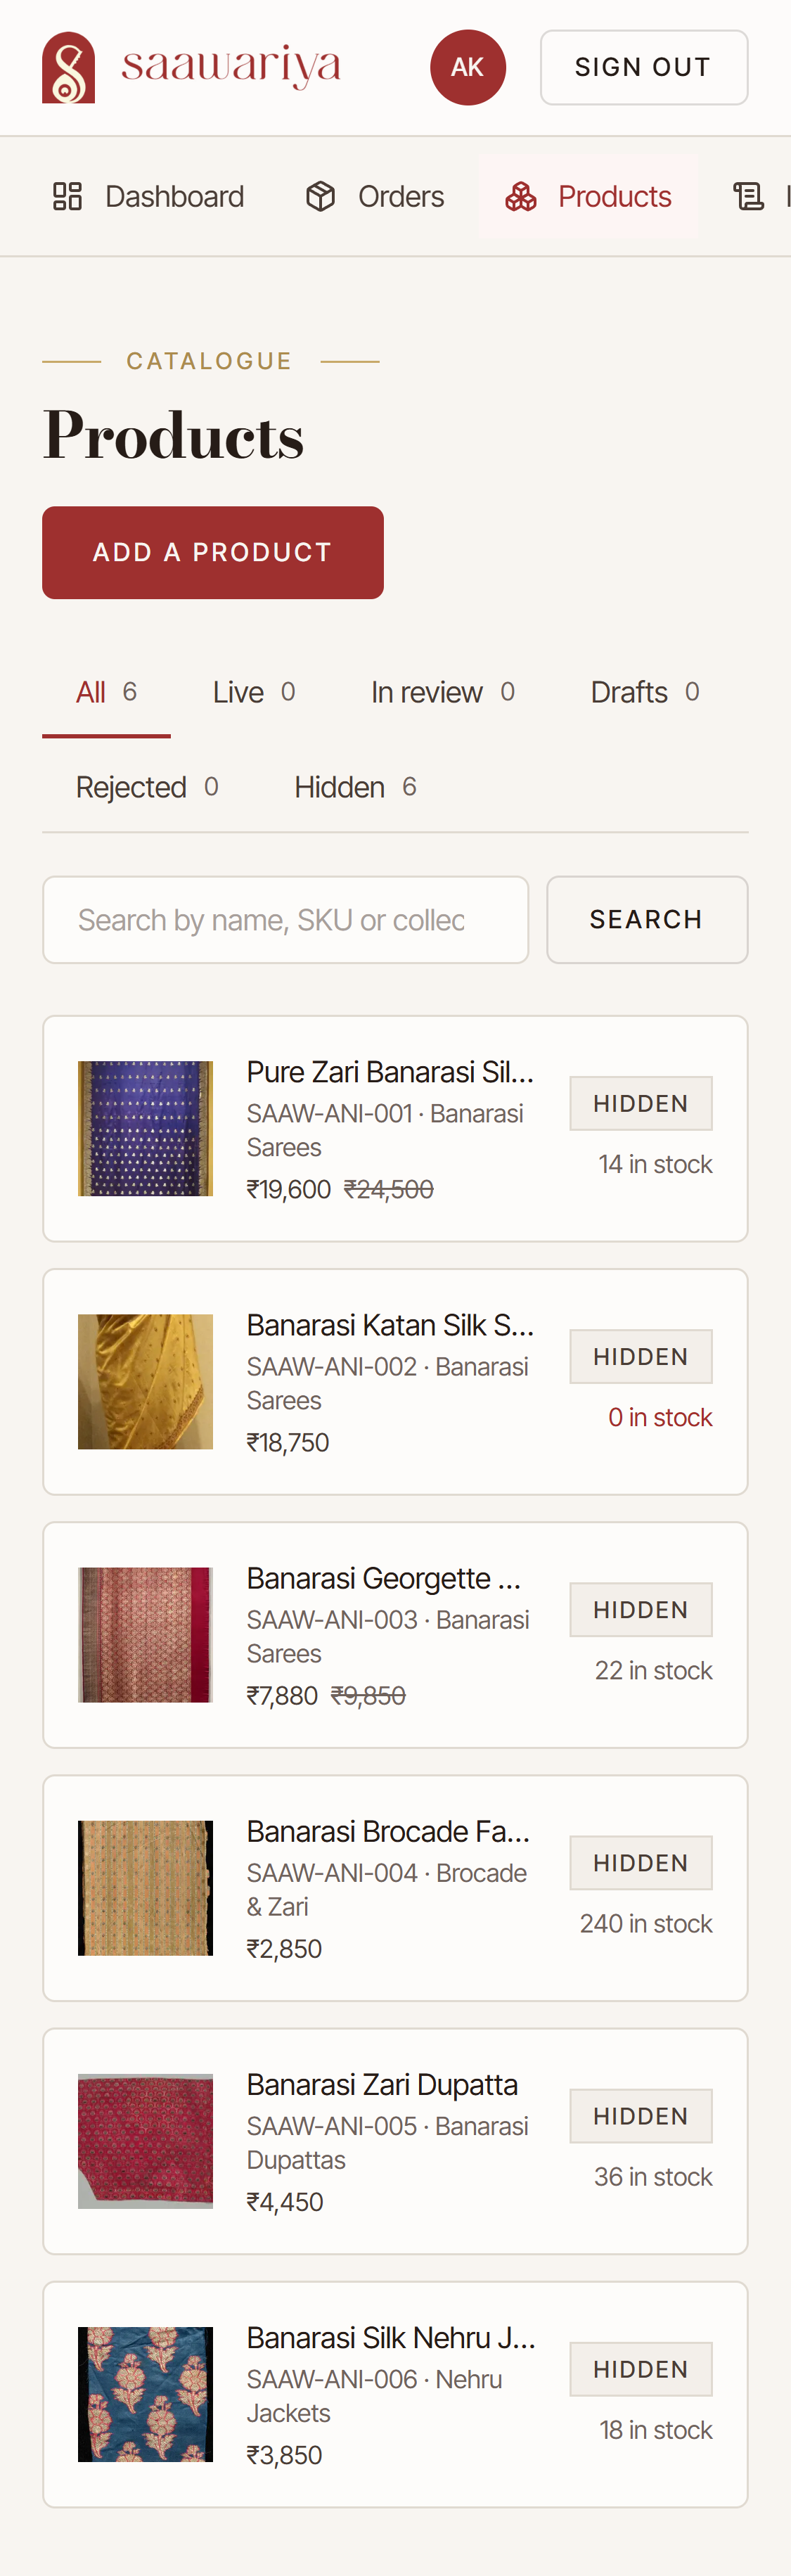 saawariya
AK
SIGN OUT
Dashboard
Orders
Products
CATALOGUE
Products
ADD A PRODUCT
All 6
Live 0
In review 0
Drafts 0
Rejected 0
Hidden 6
Search by name, SKU or collec
SEARCH
Pure Zari Banarasi Sil...
SAAW-ANI-001 · Banarasi
Sarees
₹19,600 ₹24,500
HIDDEN
14 in stock
Banarasi Katan Silk S...
SAAW-ANI-002 · Banarasi
Sarees
₹18,750
HIDDEN
0 in stock
Banarasi Georgette ...
SAAW-ANI-003 · Banarasi
Sarees
₹7,880 ₹9,850
HIDDEN
22 in stock
Banarasi Brocade Fa...
SAAW-ANI-004 · Brocade
& Zari
₹2,850
HIDDEN
240 in stock
Banarasi Zari Dupatta
SAAW-ANI-005 · Banarasi
Dupattas
₹4,450
HIDDEN
36 in stock
Banarasi Silk Nehru J...
SAAW-ANI-006 · Nehru
Jackets
₹3,850
HIDDEN
18 in stock